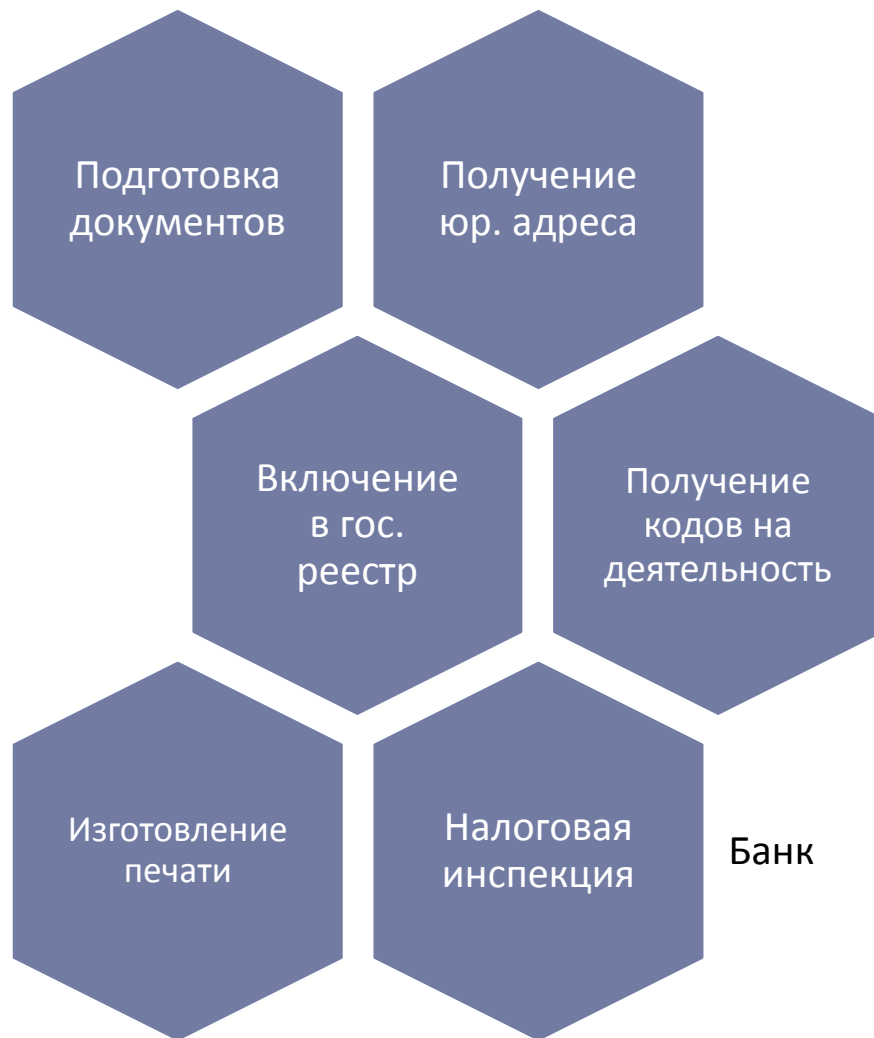 Подготовка
документов
Получение
юр. адреса
Включение
в гос.
реестр
Получение
кодов на
деятельность
Изготовление
печати
Налоговая
инспекция
Банк